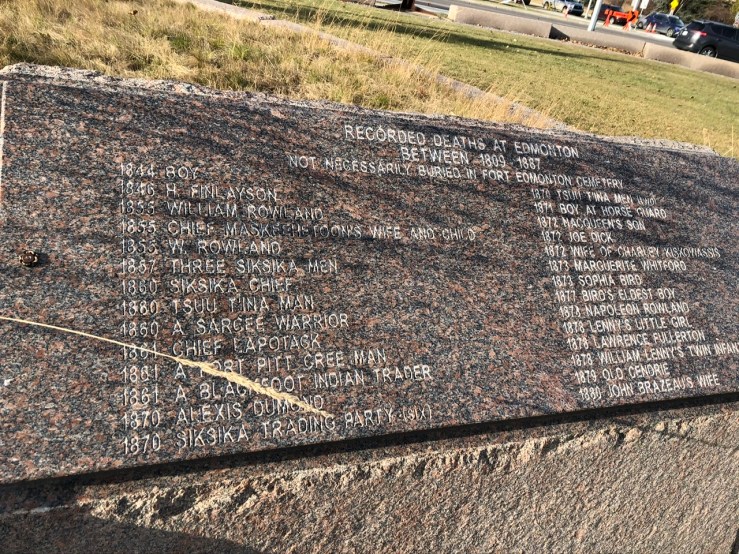 RECORDED DEATHS AT EDMONTON
BETWEEN 1809 1887
NOT NECESSARILY BURIED IN FORT EDMONTON CEMETERY
1844 BOY
1846 H. FINLAYSON
1855 WILLIAM ROWLAND
1855 CHIEF MASKEPETOON'S WIFE AND CHILD
1855 W. ROWLAND
1857 THREE SIKSIKA MEN
1860 SIKSIKA CHIEF
1860 TSUU T'INA MAN
1860 A SARCEE WARRIOR
1861 CHIEF LAPOTACK
1861 A FORT PITT CREE MAN
1861 A BLACKFOOT INDIAN TRADER
1870 ALEXIS DUMOND
1870 SIKSIKA TRADING PARTY (SIX)
1870 TSUU T'INA MEN
1871 BOY AT HORSE GUARD
1872 MACQUEEN'S SON
1872 JOE DICK
1872 WIFE OF CHARLEY KISKOWIASSIS
1873 MARGUERITE WHITFORD
1873 SOPHIA BIRD
1877 BIRD'S ELDEST BOY
1874 NAPOLEON ROWLAND
1878 LENNY'S LITTLE GIRL
1878 LAWRENCE FULLERTON
1878 WILLIAM LENNY'S TWIN INFANT
1879 OLD CENDRIE
1880 JOHN BRAZEAU'S WIFE